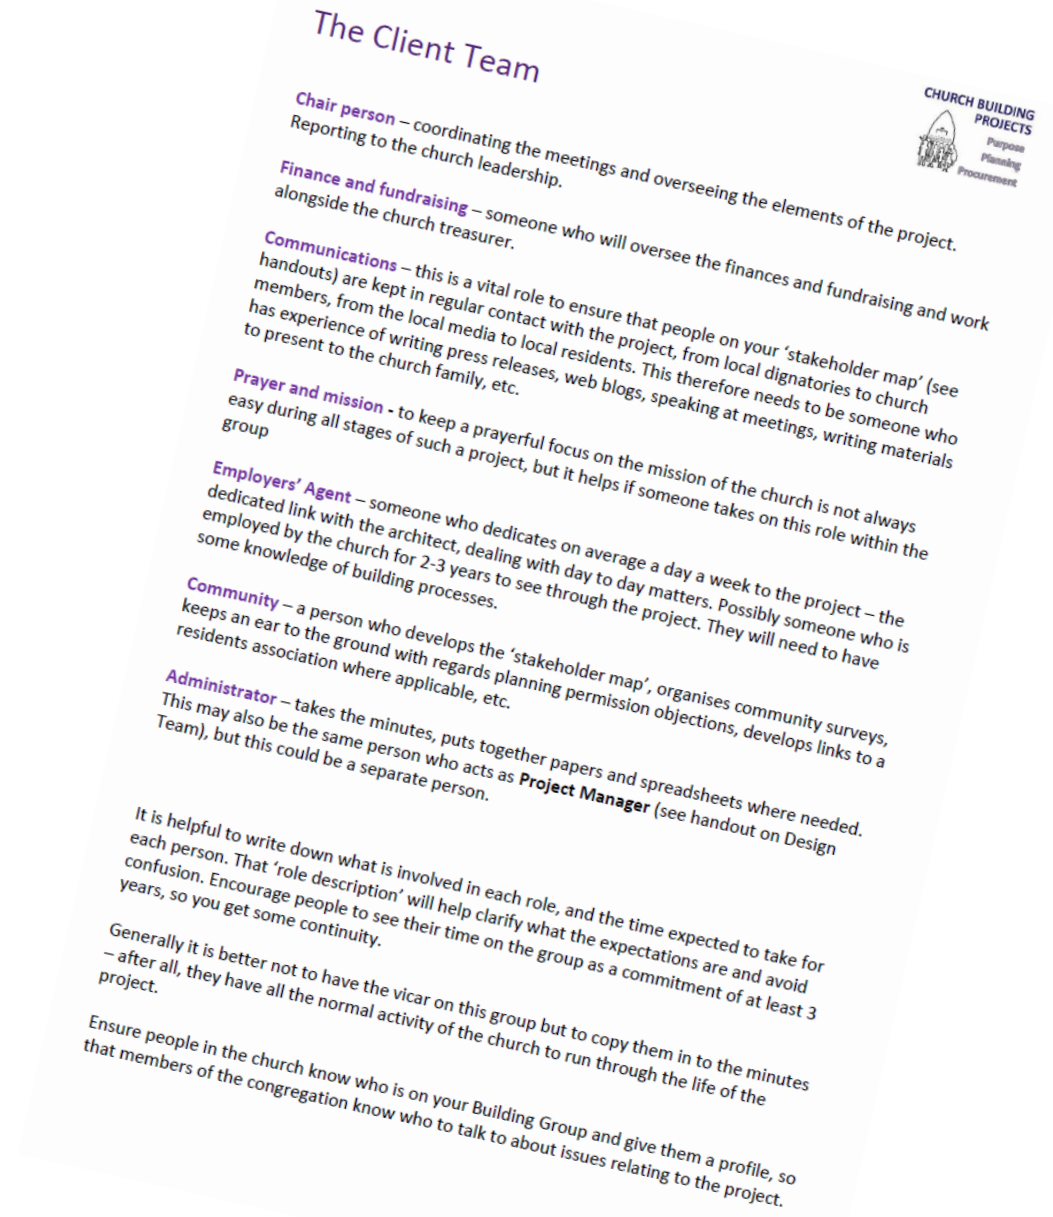 The Client Team
CHURCH BUILDING
PROJECTS
Purpose
Planning
Procurement
Chair person – coordinating the meetings and overseeing the elements of the project.
Reporting to the church leadership.
Finance and fundraising – someone who will oversee the finances and fundraising and work
alongside the church treasurer.
Communications – this is a vital role to ensure that people on your ‘stakeholder map’ (see
handouts) are kept in regular contact with the project, from local dignatories to church
members, from the local media to local residents. This therefore needs to be someone who
has experience of writing press releases, web blogs, speaking at meetings, writing materials
to present to the church family, etc.
Prayer and mission - to keep a prayerful focus on the mission of the church is not always
easy during all stages of such a project, but it helps if someone takes on this role within the
group
Employers’ Agent – someone who dedicates on average a day a week to the project – the
dedicated link with the architect, dealing with day to day matters. Possibly someone who is
employed by the church for 2-3 years to see through the project. They will need to have
some knowledge of building processes.
Community – a person who develops the ‘stakeholder map’, organises community surveys,
keeps an ear to the ground with regards planning permission objections, develops links to a
residents association where applicable, etc.
Administrator – takes the minutes, puts together papers and spreadsheets where needed.
This may also be the same person who acts as Project Manager (see handout on Design
Team), but this could be a separate person.
It is helpful to write down what is involved in each role, and the time expected to take for
each person. That ‘role description’ will help clarify what the expectations are and avoid
confusion. Encourage people to see their time on the group as a commitment of at least 3
years, so you get some continuity.
Generally it is better not to have the vicar on this group but to copy them in to the minutes
– after all, they have all the normal activity of the church to run through the life of the
project.
Ensure people in the church know who is on your Building Group and give them a profile, so
that members of the congregation know who to talk to about issues relating to the project.